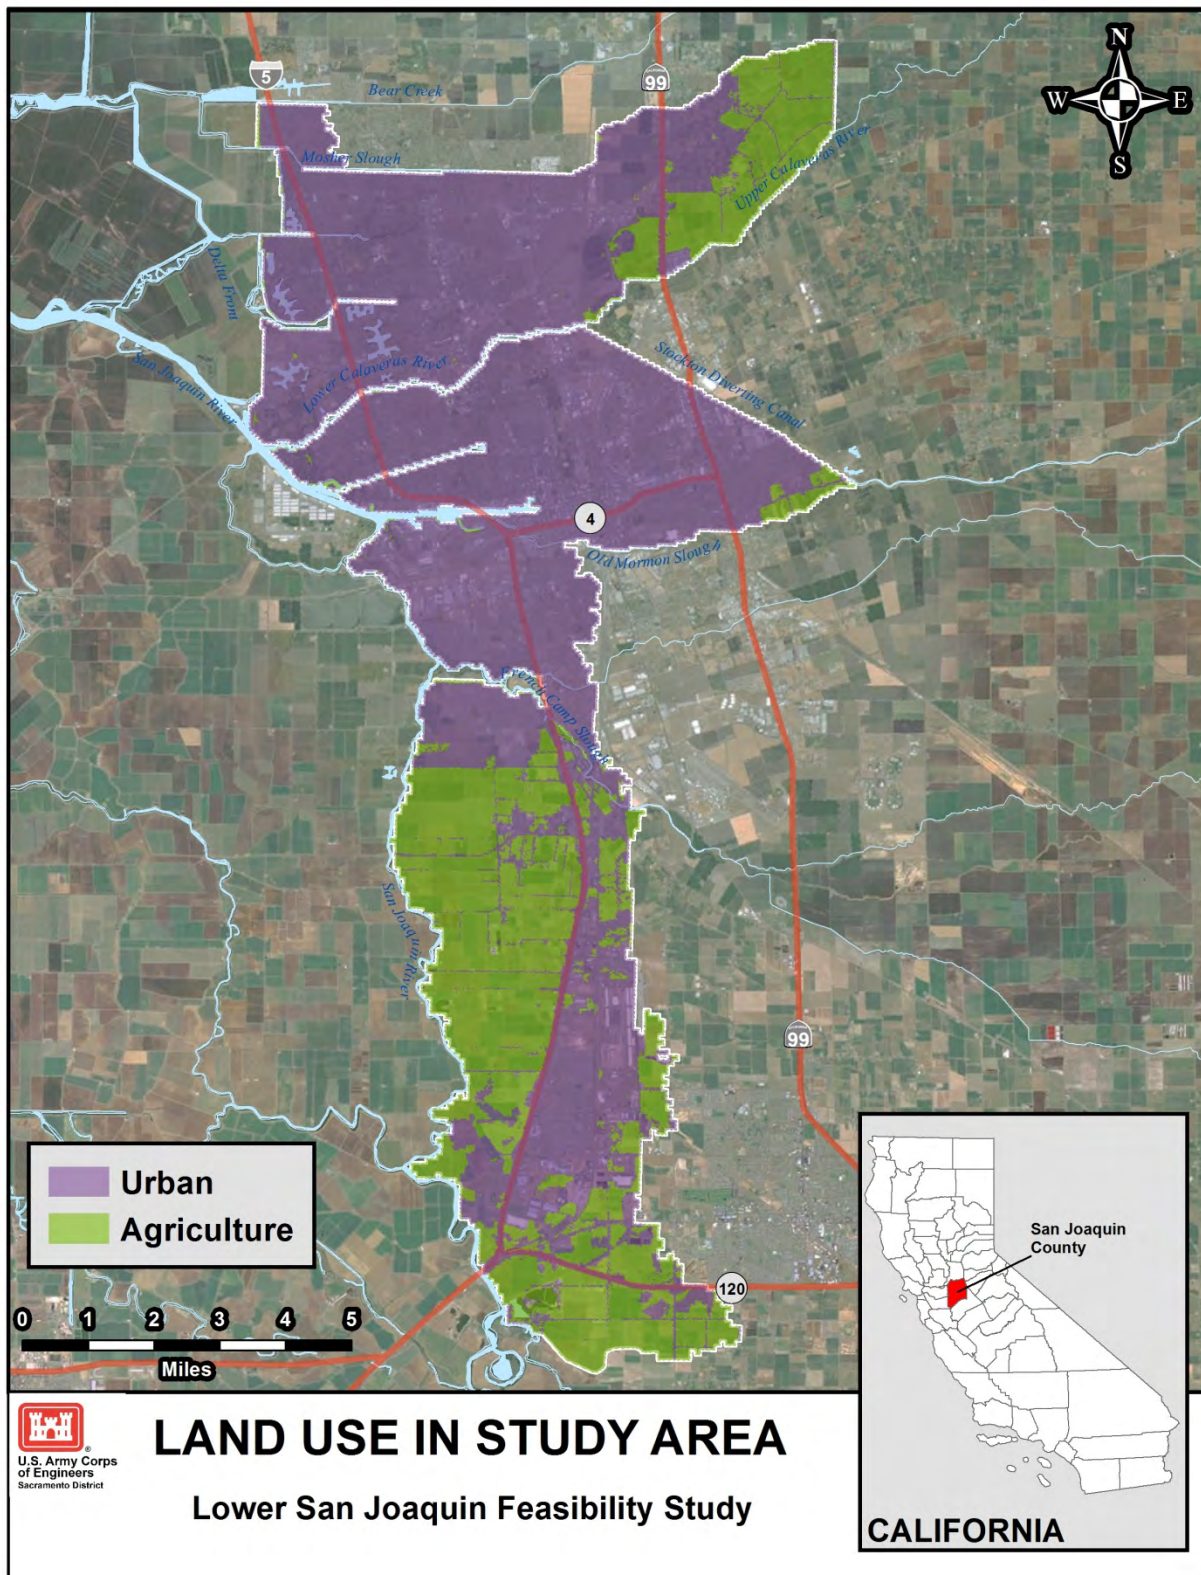 N
W
E
S
5
CALIFORNIA
99
Bear Creek
Mosher Slough
Upper Calaveras River
Delta Front
San Joaquin River
Lower Calaveras River
Stockton Diverting Canal
4
Old Mormon Slough
French Camp Slough
San Joaquin River
99
120
Urban
Agriculture
0 1 2 3 4 5
Miles
San Joaquin
County
CALIFORNIA
U.S. Army Corps
of Engineers
Sacramento District
®
LAND USE IN STUDY AREA
Lower San Joaquin Feasibility Study